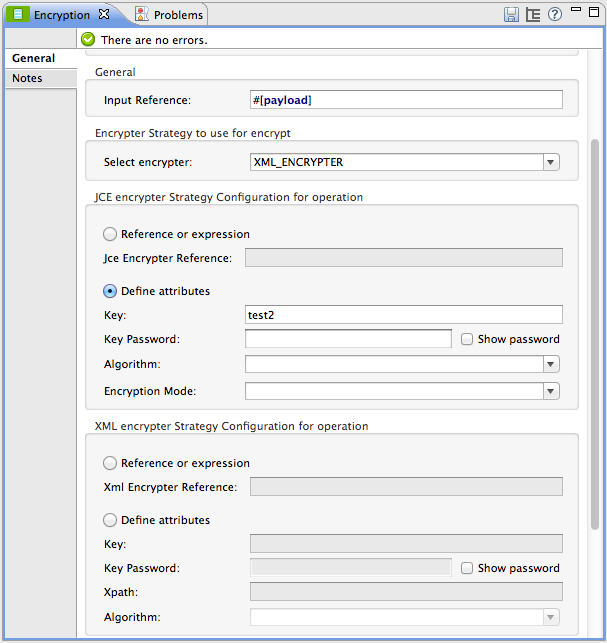 Encryption Problems
There are no errors.
General
Notes
General
Input Reference: #[payload]
Encrypter Strategy to use for encrypt
Select encrypter: XML_ENCRYPTER
JCE encrypter Strategy Configuration for operation
Reference or expression
Jce Encrypter Reference:
Define attributes
Key: test2
Key Password: Show password
Algorithm:
Encryption Mode:
XML encrypter Strategy Configuration for operation
Reference or expression
Xml Encrypter Reference:
Define attributes
Key:
Key Password: Show password
Xpath:
Algorithm: